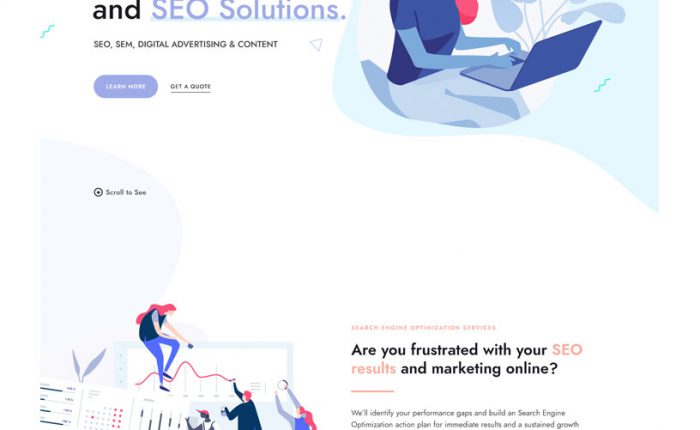 and SEO Solutions.
SEO, SEM, DIGITAL ADVERTISING & CONTENT
LEARN MORE
GET A QUOTE
Scroll to See
SEARCH ENGINE OPTIMIZATION SERVICES
Are you frustrated with your SEO
results and marketing online?
We'll identify your performance gaps and build an Search Engine
Optimization action plan for immediate results and a sustained growth